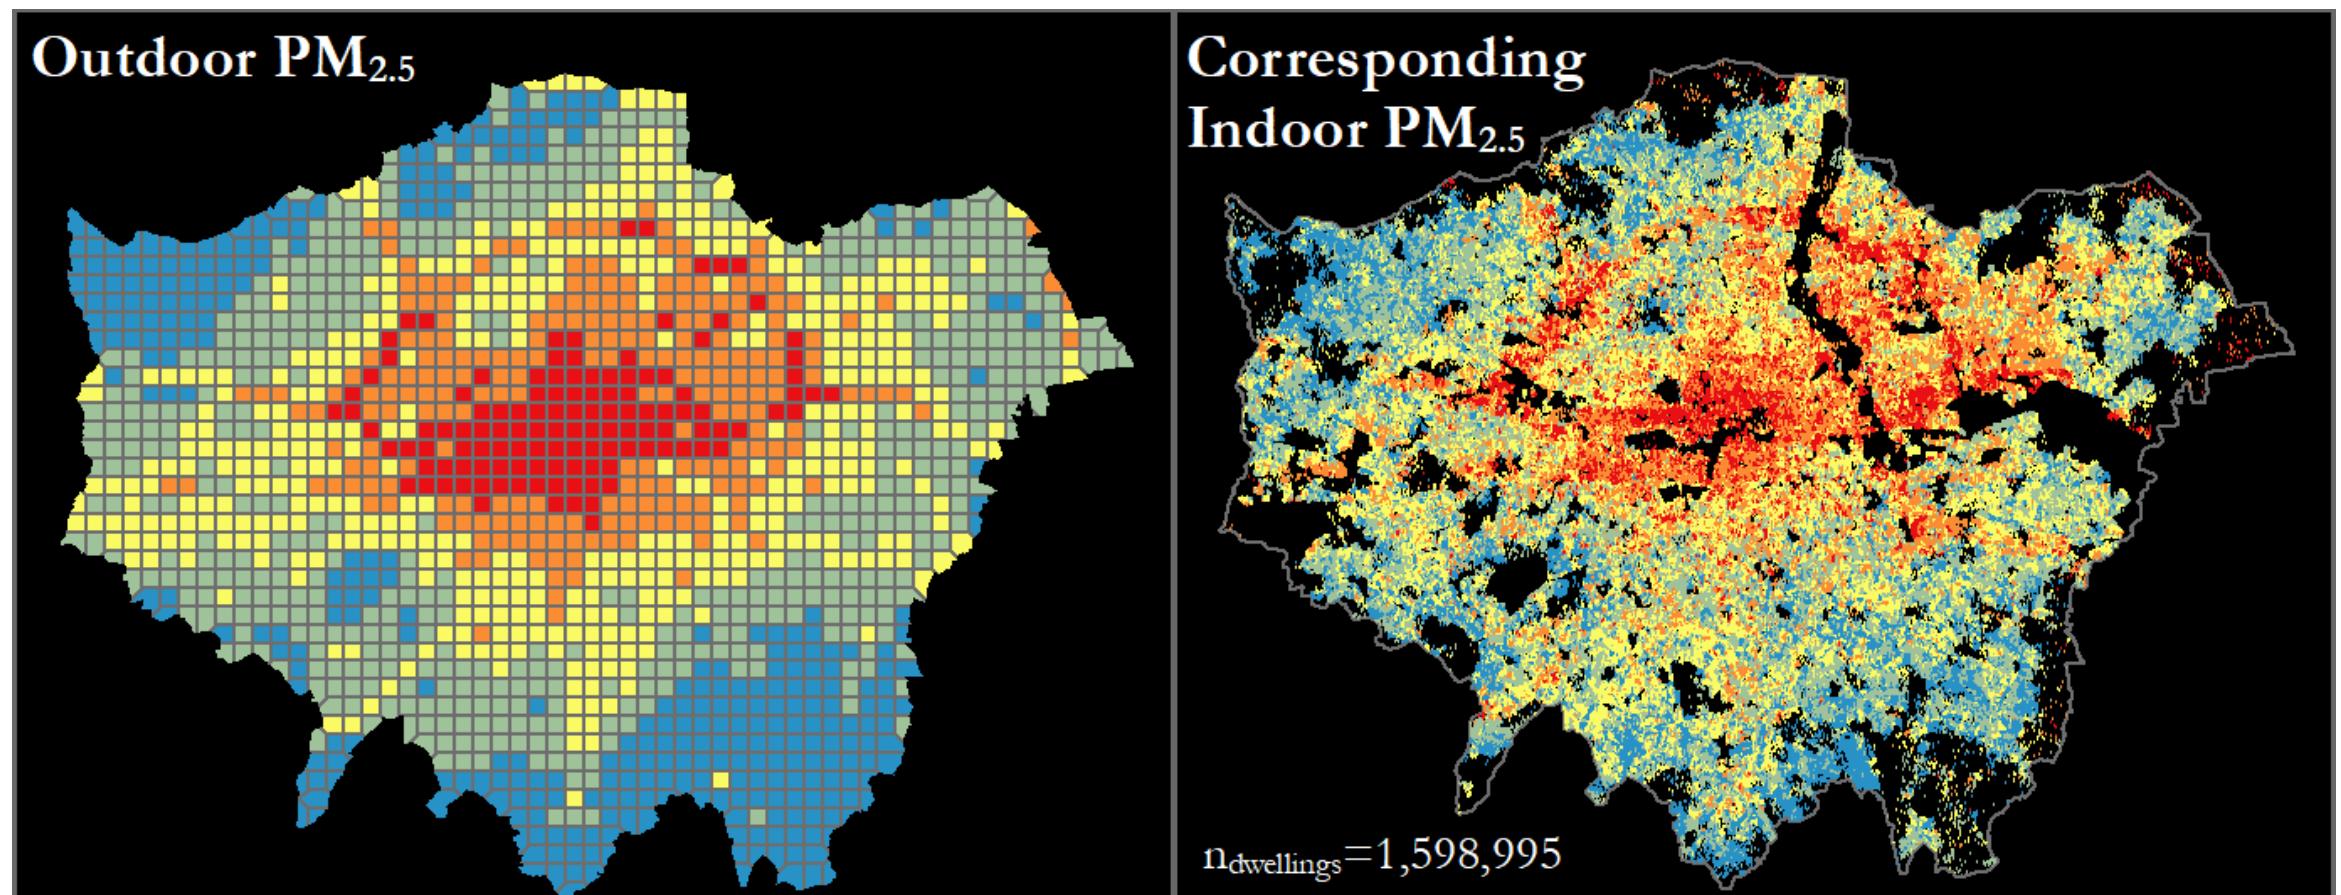 Outdoor PM2.5
Corresponding
Indoor PM2.5
ndwellings=1,598,995